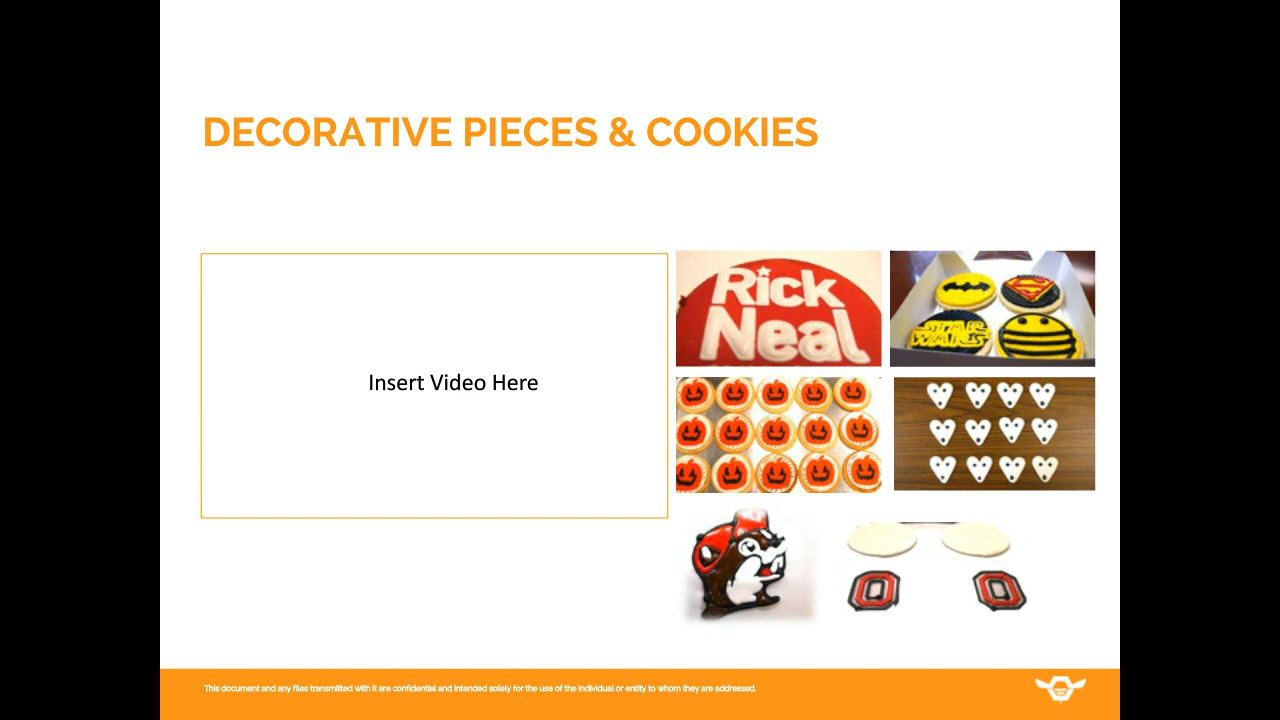 DECORATIVE PIECES & COOKIES
Insert Video Here
Rick
Neal
STAR
WARS
S
O
O
This document and any files transmitted with it are confidential and intended solely for the use of the individual or entity to whom they are addressed.